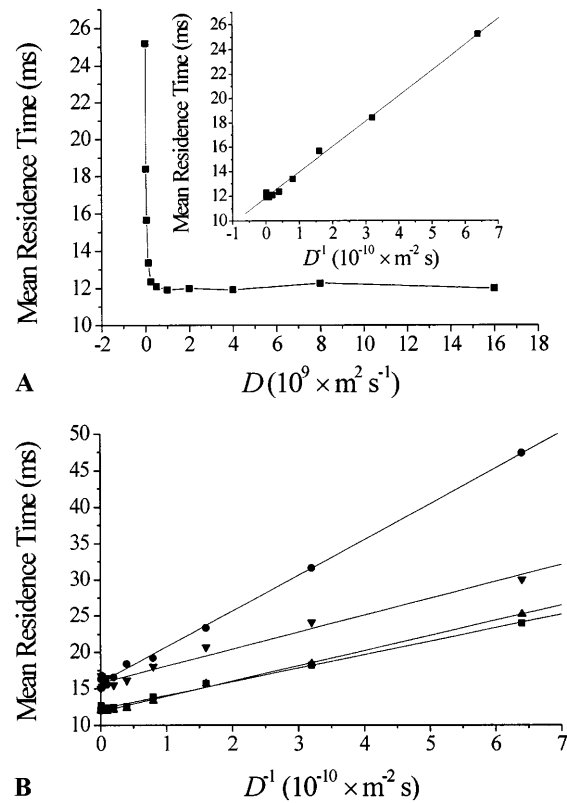 26
24
22
20
18
16
14
12
10
Mean Residence Time (ms)
-2 0 2 4 6 8 10 12 14 16 18
D (10⁹ × m² s⁻¹)
A
26
24
22
20
18
16
14
12
10
Mean Residence Time (ms)
-1 0 1 2 3 4 5 6 7
D⁻¹ (10⁻¹⁰ × m⁻² s)
50
45
40
35
30
25
20
15
10
Mean Residence Time (ms)
0 1 2 3 4 5 6 7
D⁻¹ (10⁻¹⁰ × m⁻² s)
B